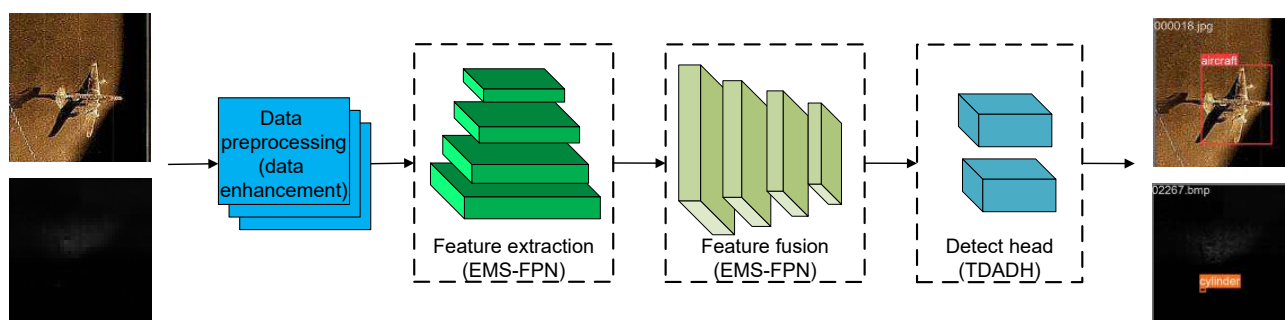 Data
preprocessing
(data
enhancement)
Feature extraction
(EMS-FPN)
Feature fusion
(EMS-FPN)
Detect head
(TDADH)
000018.jpg
aircraft
02267.bmp
cylinder